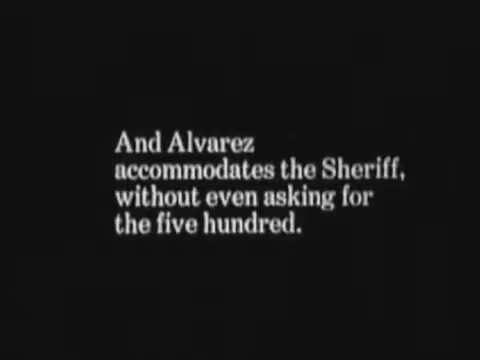 And Alvarez
accommodates the Sheriff,
without even asking for
the five hundred.